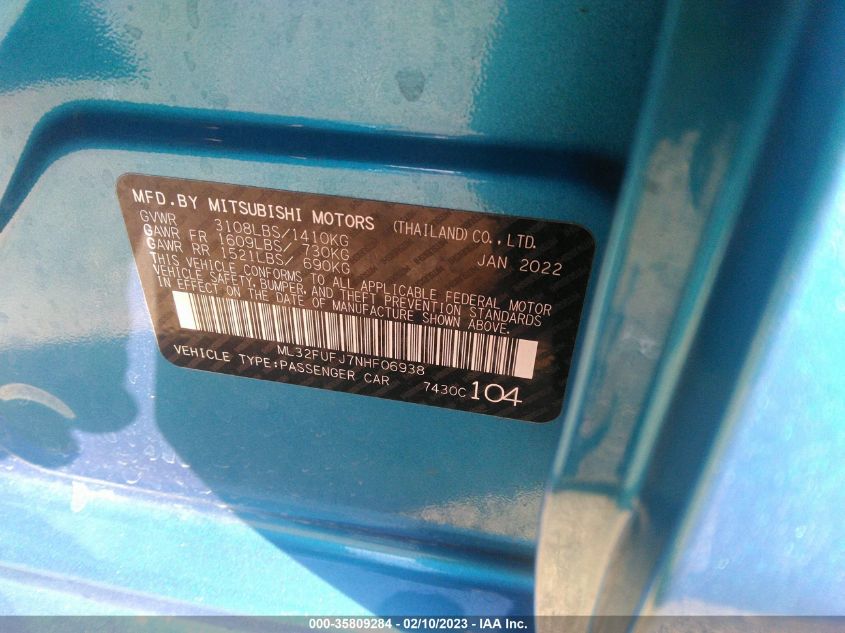 MFD.BY MITSUBISHI MOTORS (THAILAND)CO.,LTD.
GVWR 3108LBS/1410KG
GAWR FR 1609LBS/ 730KG JAN 2022
GAWR RR 1521LBS/ 690KG
THIS VEHICLE CONFORMS TO ALL APPLICABLE FEDERAL MOTOR
VEHICLE SAFETY, BUMPER, AND THEFT PREVENTION STANDARDS
IN EFFECT ON THE DATE OF MANUFACTURE SHOWN ABOVE.
ML32FUFJ7NHF06938
VEHICLE TYPE:PASSENGER CAR 7430C 104
000-35809284 - 02/10/2023 - IAA Inc.